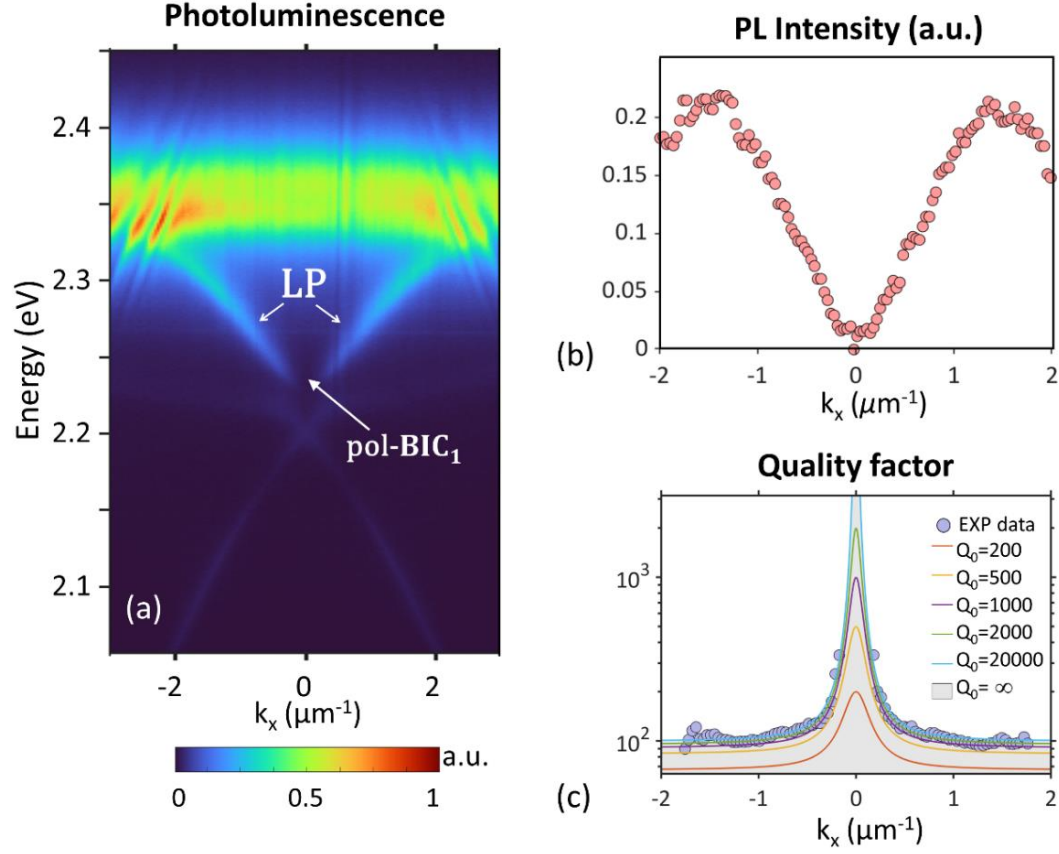 Photoluminescence
2.4
2.3
2.2
2.1
Energy (eV)
LP
pol-BIC₁
(a)
-2 0 2
kₓ (μm⁻¹)
a.u.
0 0.5 1
PL Intensity (a.u.)
0.2
0.15
0.1
0.05
0
(b)
-2 -1 0 1 2
kₓ (μm⁻¹)
Quality factor
10³
10²
EXP data
Q₀=200
Q₀=500
Q₀=1000
Q₀=2000
Q₀=20000
Q₀= ∞
(c)
-2 -1 0 1 2
kₓ (μm⁻¹)